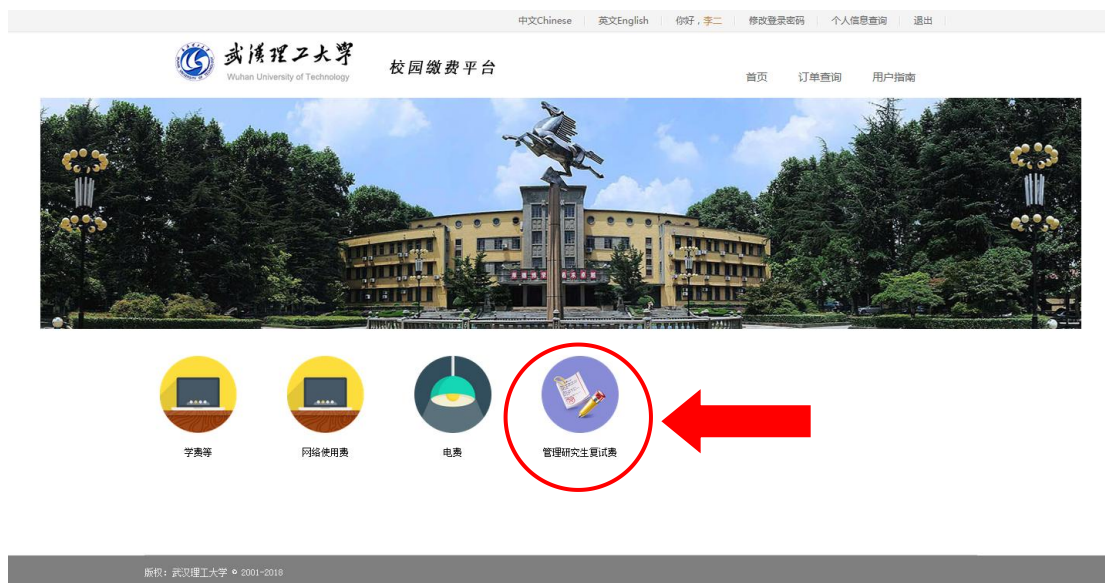 中文Chinese 英文English 你好，李二 修改登录密码 个人信息查询 退出
武漢理工大学
Wuhan University of Technology
校园缴费平台
首页 订单查询 用户指南
学费等 网络使用费 电费 管理研究生复试费
版权：武汉理工大学 © 2001-2016